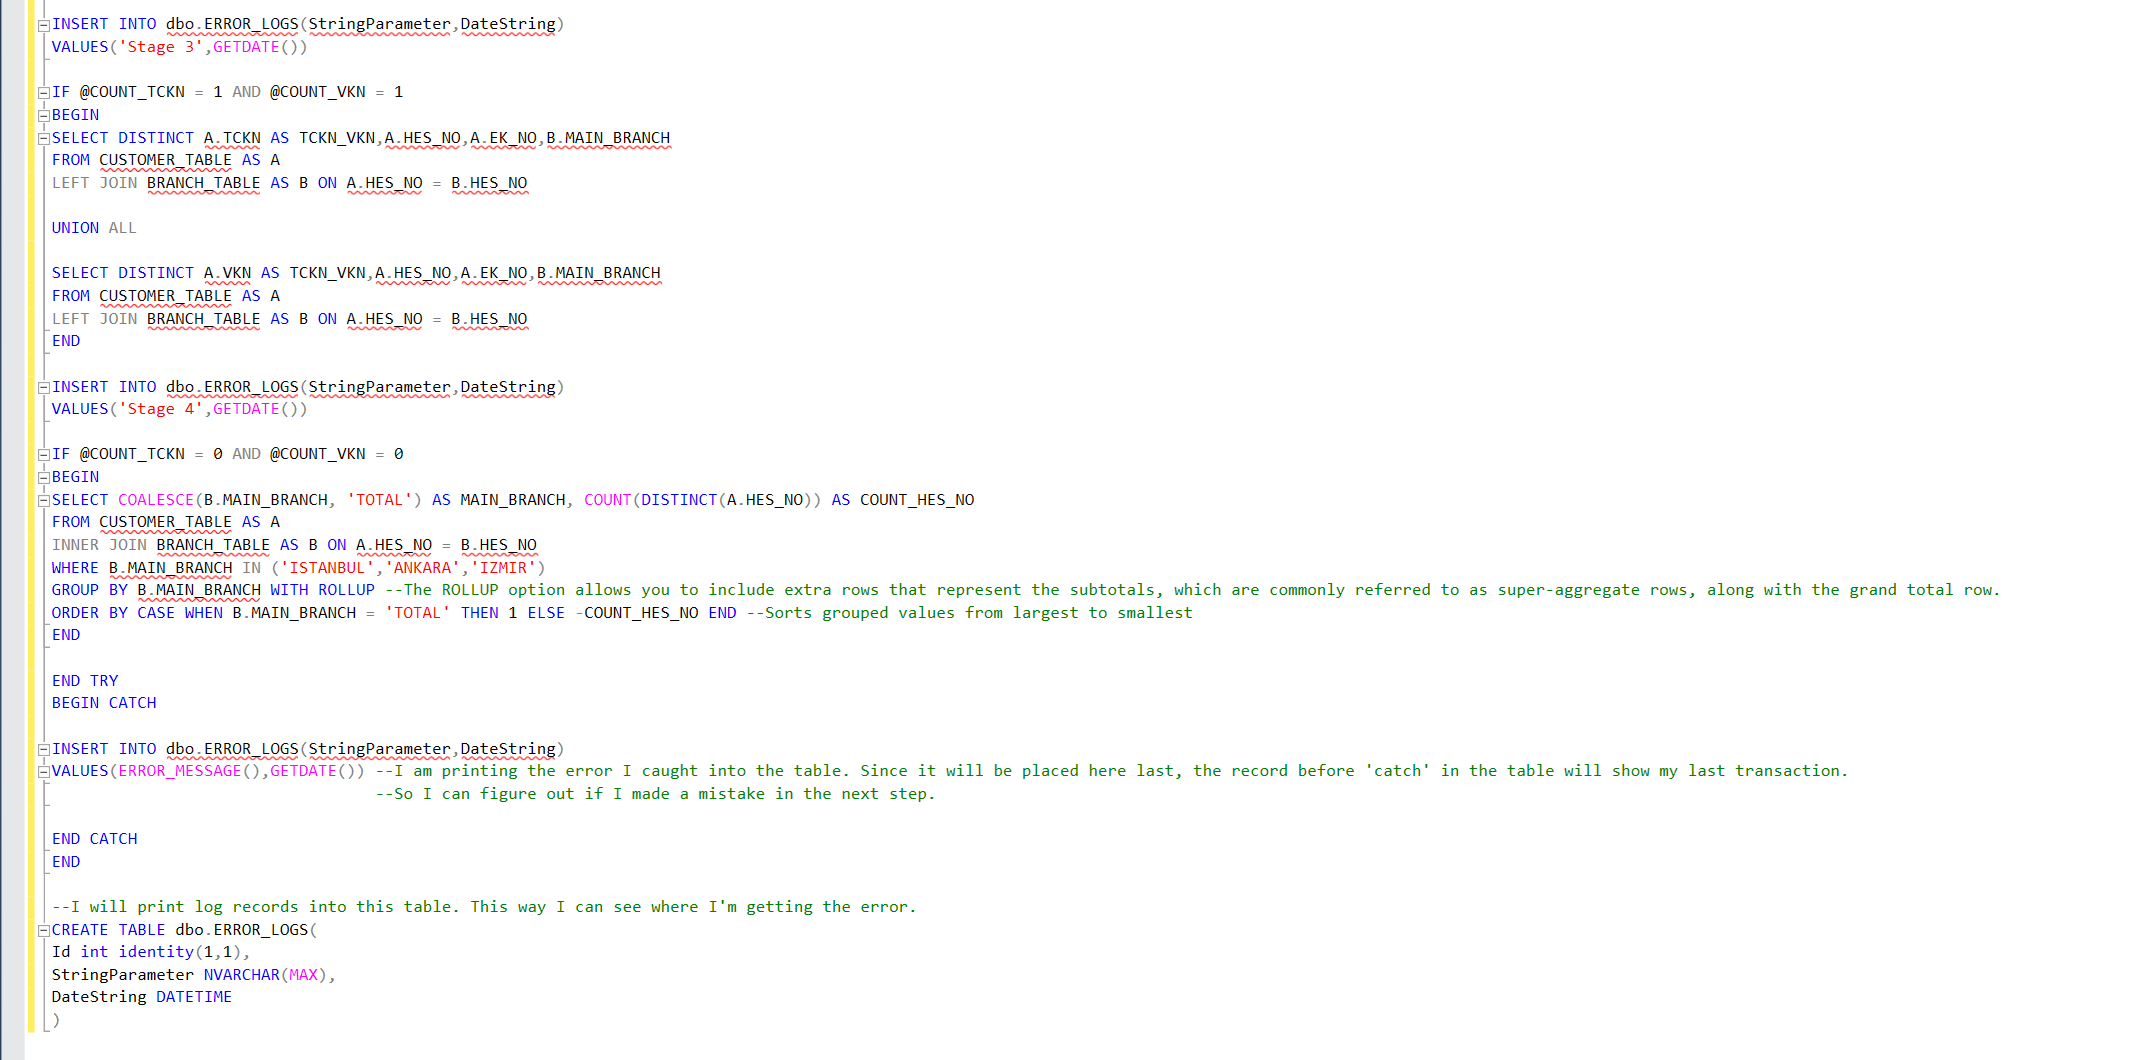 INSERT INTO dbo.ERROR_LOGS(StringParameter,DateString)
VALUES('Stage 3',GETDATE())
IF @COUNT_TCKN = 1 AND @COUNT_VKN = 1
BEGIN
SELECT DISTINCT A.TCKN AS TCKN_VKN,A.HES_NO,A.EK_NO,B.MAIN_BRANCH
FROM CUSTOMER_TABLE AS A
LEFT JOIN BRANCH_TABLE AS B ON A.HES_NO = B.HES_NO
UNION ALL
SELECT DISTINCT A.VKN AS TCKN_VKN,A.HES_NO,A.EK_NO,B.MAIN_BRANCH
FROM CUSTOMER_TABLE AS A
LEFT JOIN BRANCH_TABLE AS B ON A.HES_NO = B.HES_NO
END
INSERT INTO dbo.ERROR_LOGS(StringParameter,DateString)
VALUES('Stage 4',GETDATE())
IF @COUNT_TCKN = 0 AND @COUNT_VKN = 0
BEGIN
SELECT COALESCE(B.MAIN_BRANCH, 'TOTAL') AS MAIN_BRANCH, COUNT(DISTINCT(A.HES_NO)) AS COUNT_HES_NO
FROM CUSTOMER_TABLE AS A
INNER JOIN BRANCH_TABLE AS B ON A.HES_NO = B.HES_NO
WHERE B.MAIN_BRANCH IN ('ISTANBUL','ANKARA','IZMIR')
GROUP BY B.MAIN_BRANCH WITH ROLLUP --The ROLLUP option allows you to include extra rows that represent the subtotals, which are commonly referred to as super-aggregate rows, along with the grand total row.
ORDER BY CASE WHEN B.MAIN_BRANCH = 'TOTAL' THEN 1 ELSE -COUNT_HES_NO END --Sorts grouped values from largest to smallest
END
END TRY
BEGIN CATCH
INSERT INTO dbo.ERROR_LOGS(StringParameter,DateString)
VALUES(ERROR_MESSAGE(),GETDATE()) --I am printing the error I caught into the table. Since it will be placed here last, the record before 'catch' in the table will show my last transaction.
--So I can figure out if I made a mistake in the next step.
END CATCH
END
--I will print log records into this table. This way I can see where I'm getting the error.
CREATE TABLE dbo.ERROR_LOGS(
Id int identity(1,1),
StringParameter NVARCHAR(MAX),
DateString DATETIME
)